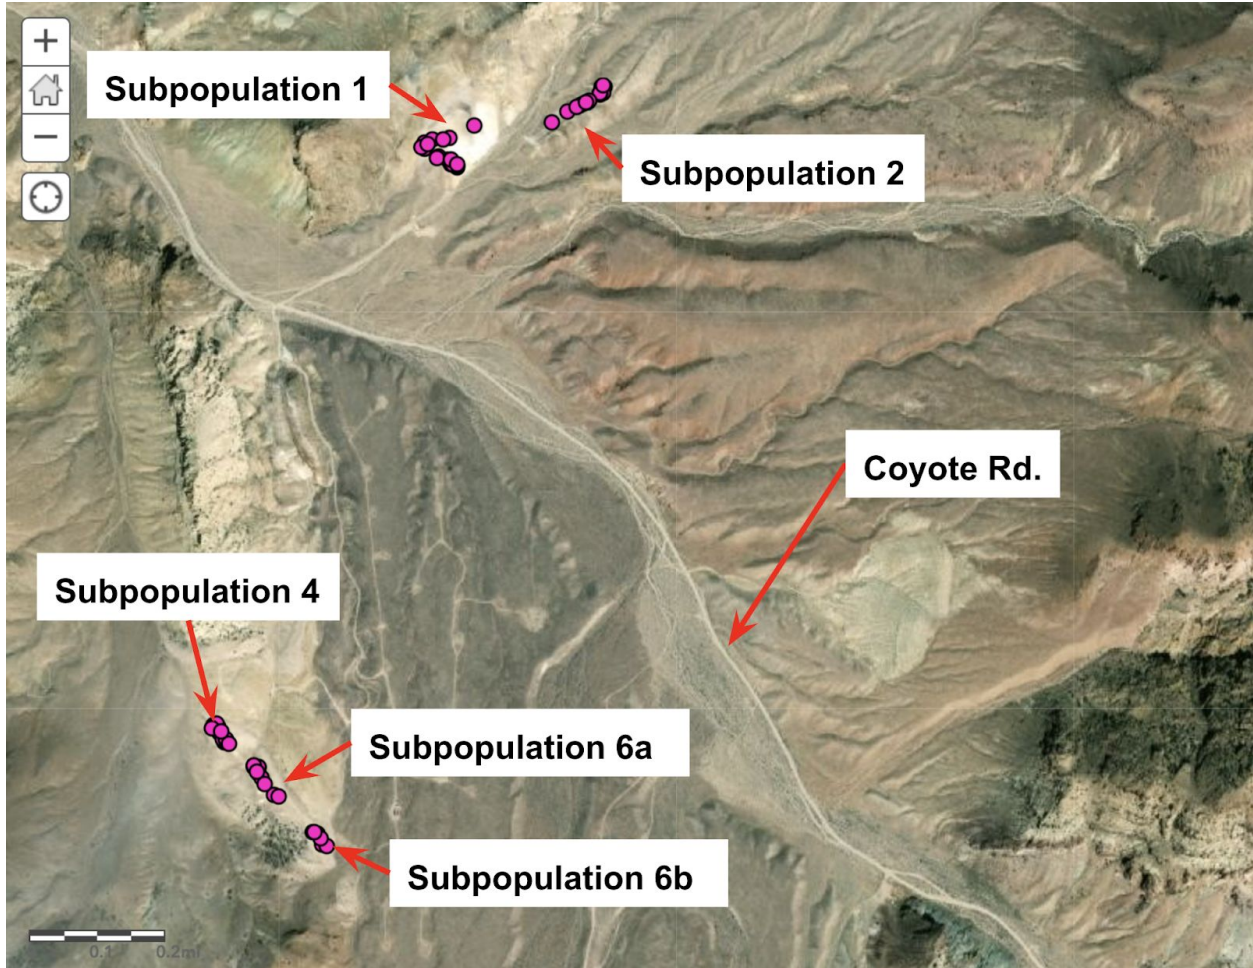 +
Subpopulation 1
−
Subpopulation 2
Coyote Rd.
Subpopulation 4
Subpopulation 6a
Subpopulation 6b
0.1 0.2mi